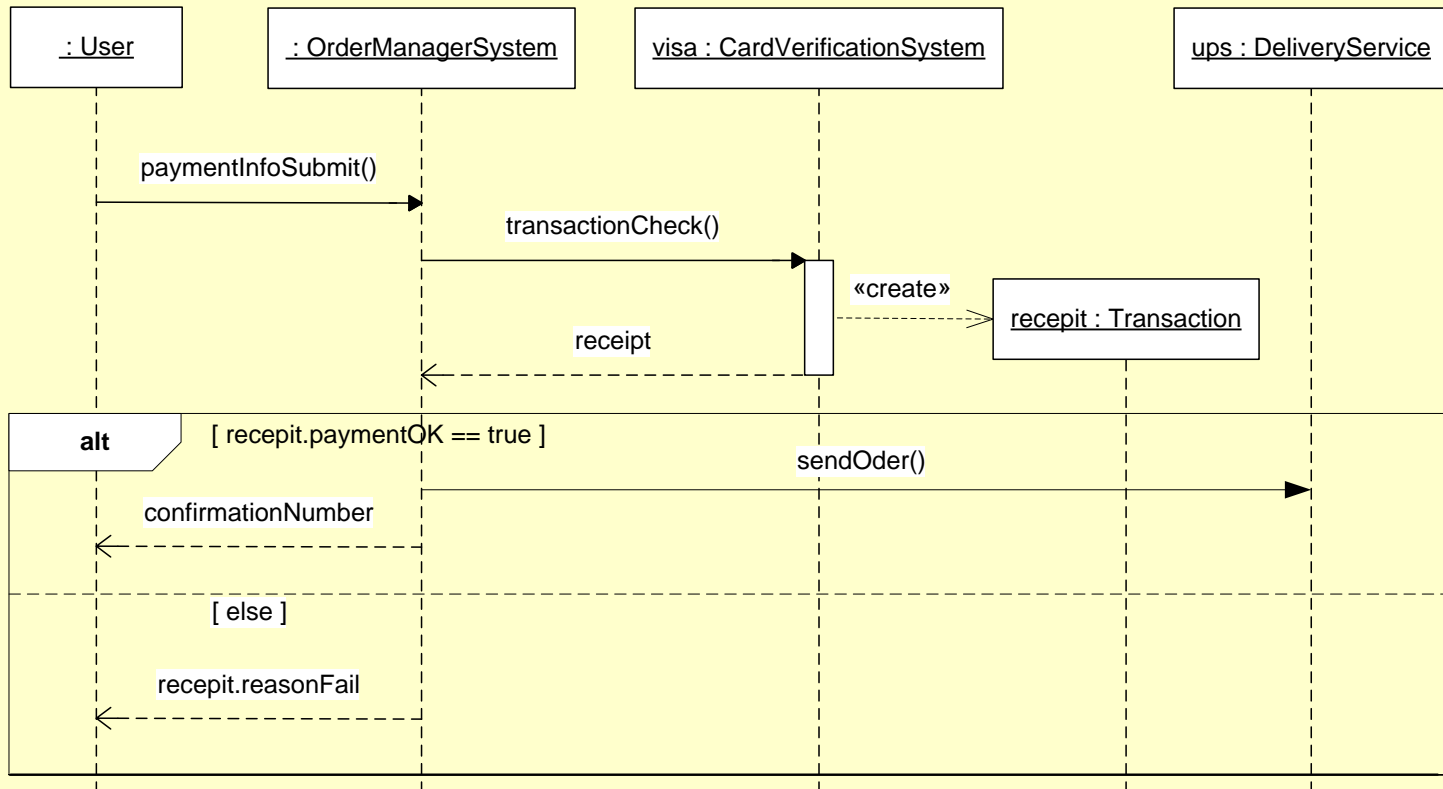 : User
: OrderManagerSystem
visa : CardVerificationSystem
ups : DeliveryService
paymentInfoSubmit()
transactionCheck()
«create»
recepit : Transaction
receipt
alt
[ recepit.paymentOK == true ]
sendOder()
confirmationNumber
[ else ]
recepit.reasonFail